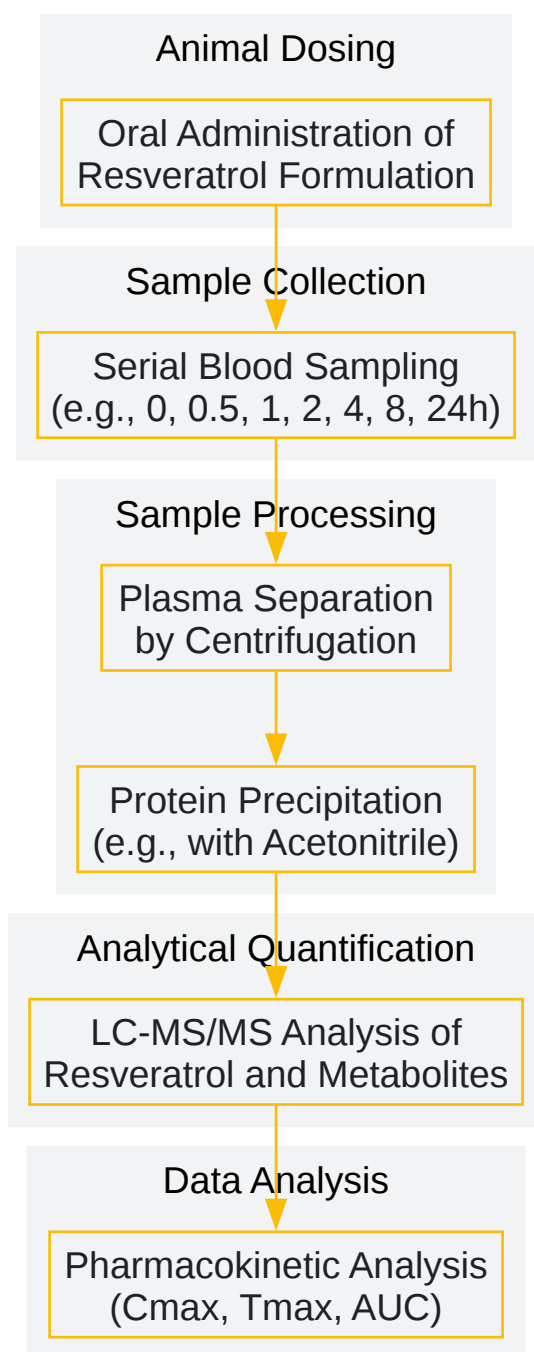 Animal Dosing
Oral Administration of
Resveratrol Formulation
Sample Collection
Serial Blood Sampling
(e.g., 0, 0.5, 1, 2, 4, 8, 24h)
Sample Processing
Plasma Separation
by Centrifugation
Protein Precipitation
(e.g., with Acetonitrile)
Analytical Quantification
LC-MS/MS Analysis of
Resveratrol and Metabolites
Data Analysis
Pharmacokinetic Analysis
(Cmax, Tmax, AUC)